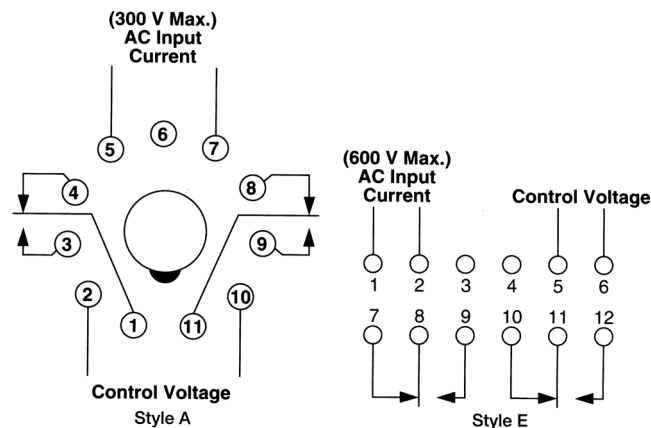 (300 V Max.)
AC Input
Current
5
6
7
4
8
3
9
2
10
1
11
Control Voltage
Style A
(600 V Max.)
AC Input
Current
Control Voltage
1 2 3 4 5 6
7 8 9 10 11 12
Style E